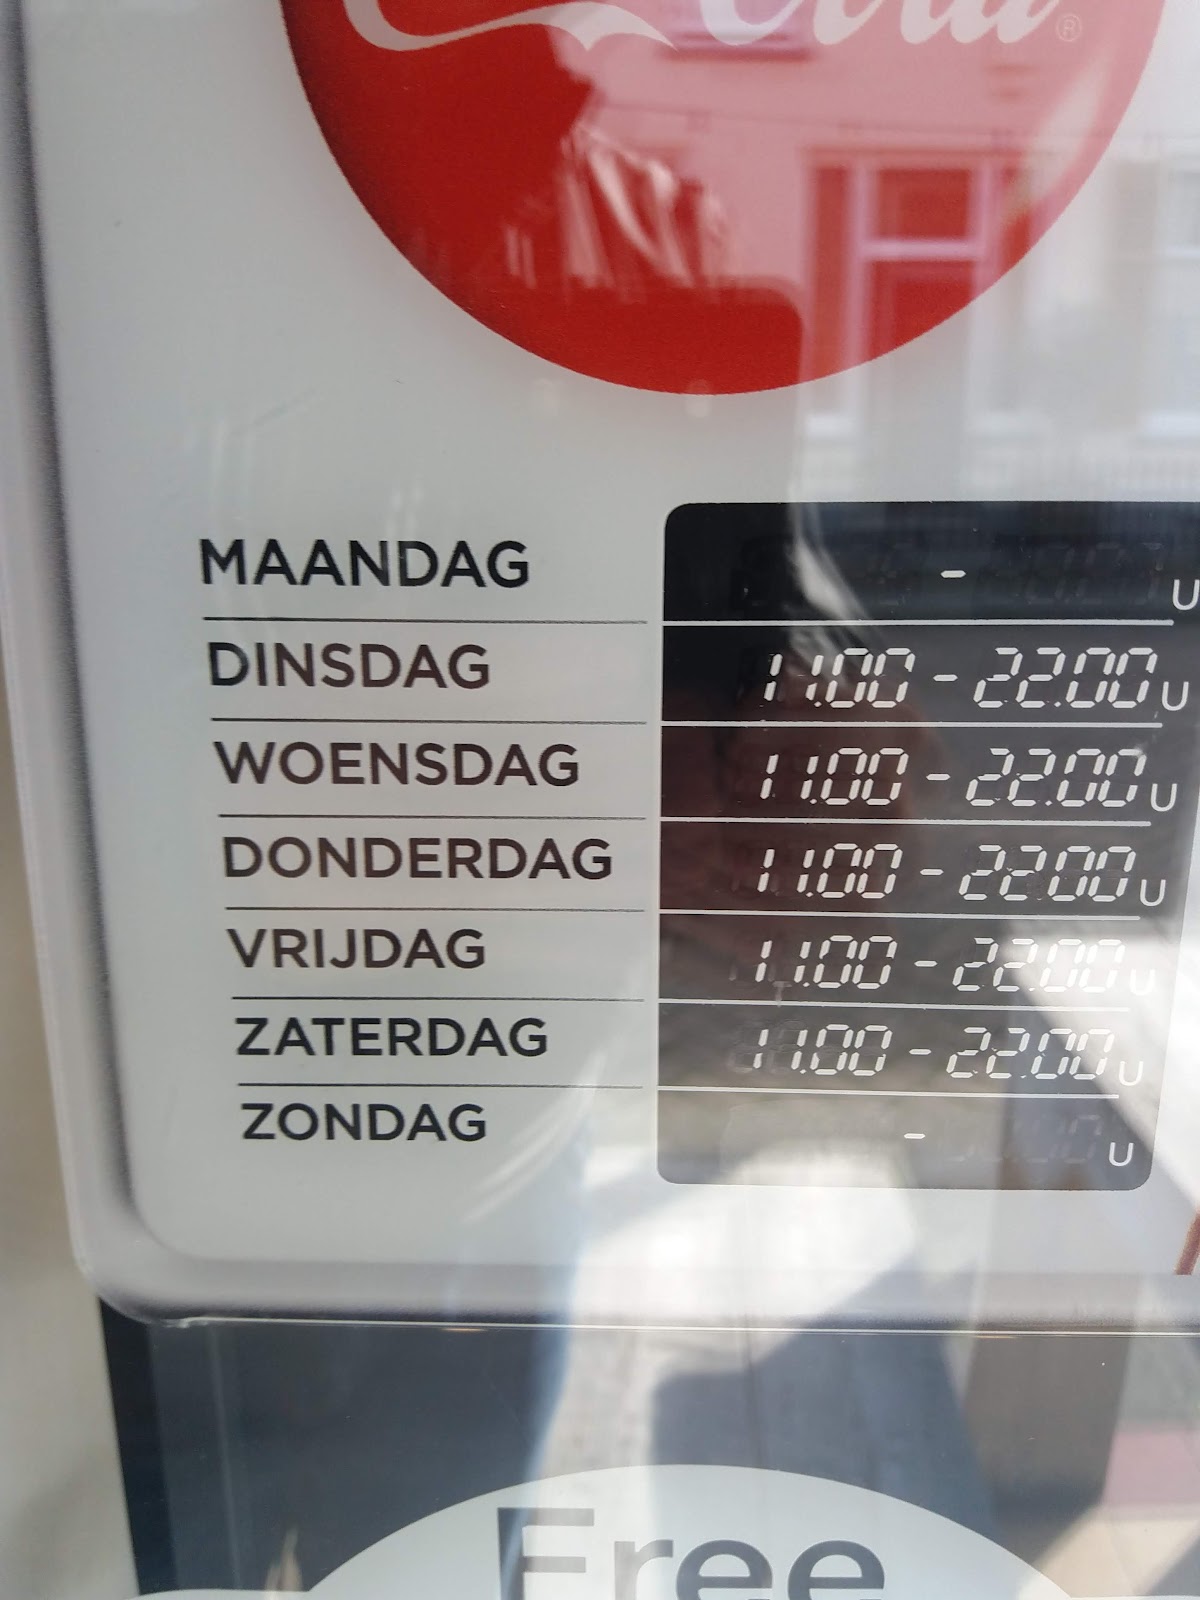 Cola®
MAANDAG - U
DINSDAG 11.00 - 22.00 U
WOENSDAG 11.00 - 22.00 U
DONDERDAG 11.00 - 22.00 U
VRIJDAG 11.00 - 22.00 U
ZATERDAG 11.00 - 22.00 U
ZONDAG - U
Free